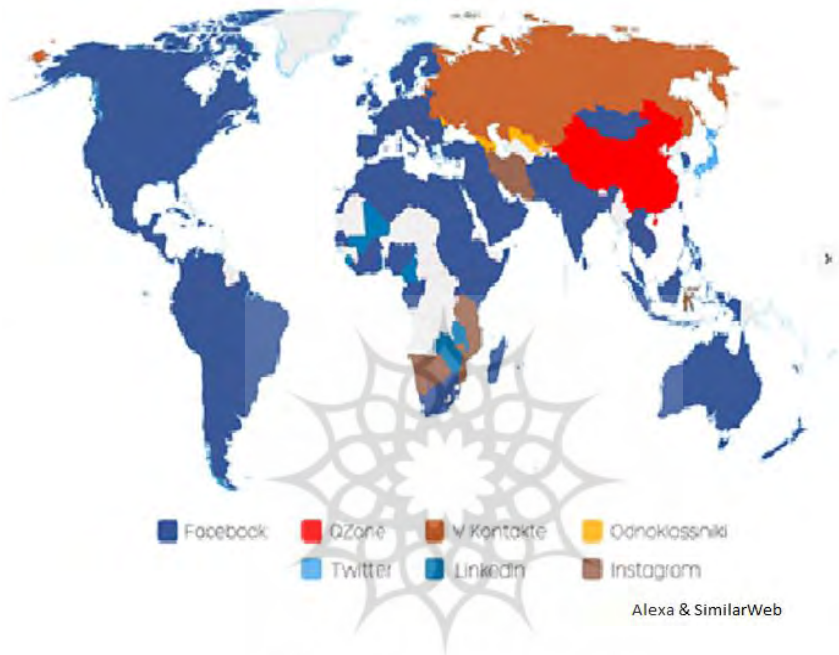 Facebook QZone V Kontakte Odnoklassniki
Twitter LinkedIn Instagram
Alexa & SimilarWeb